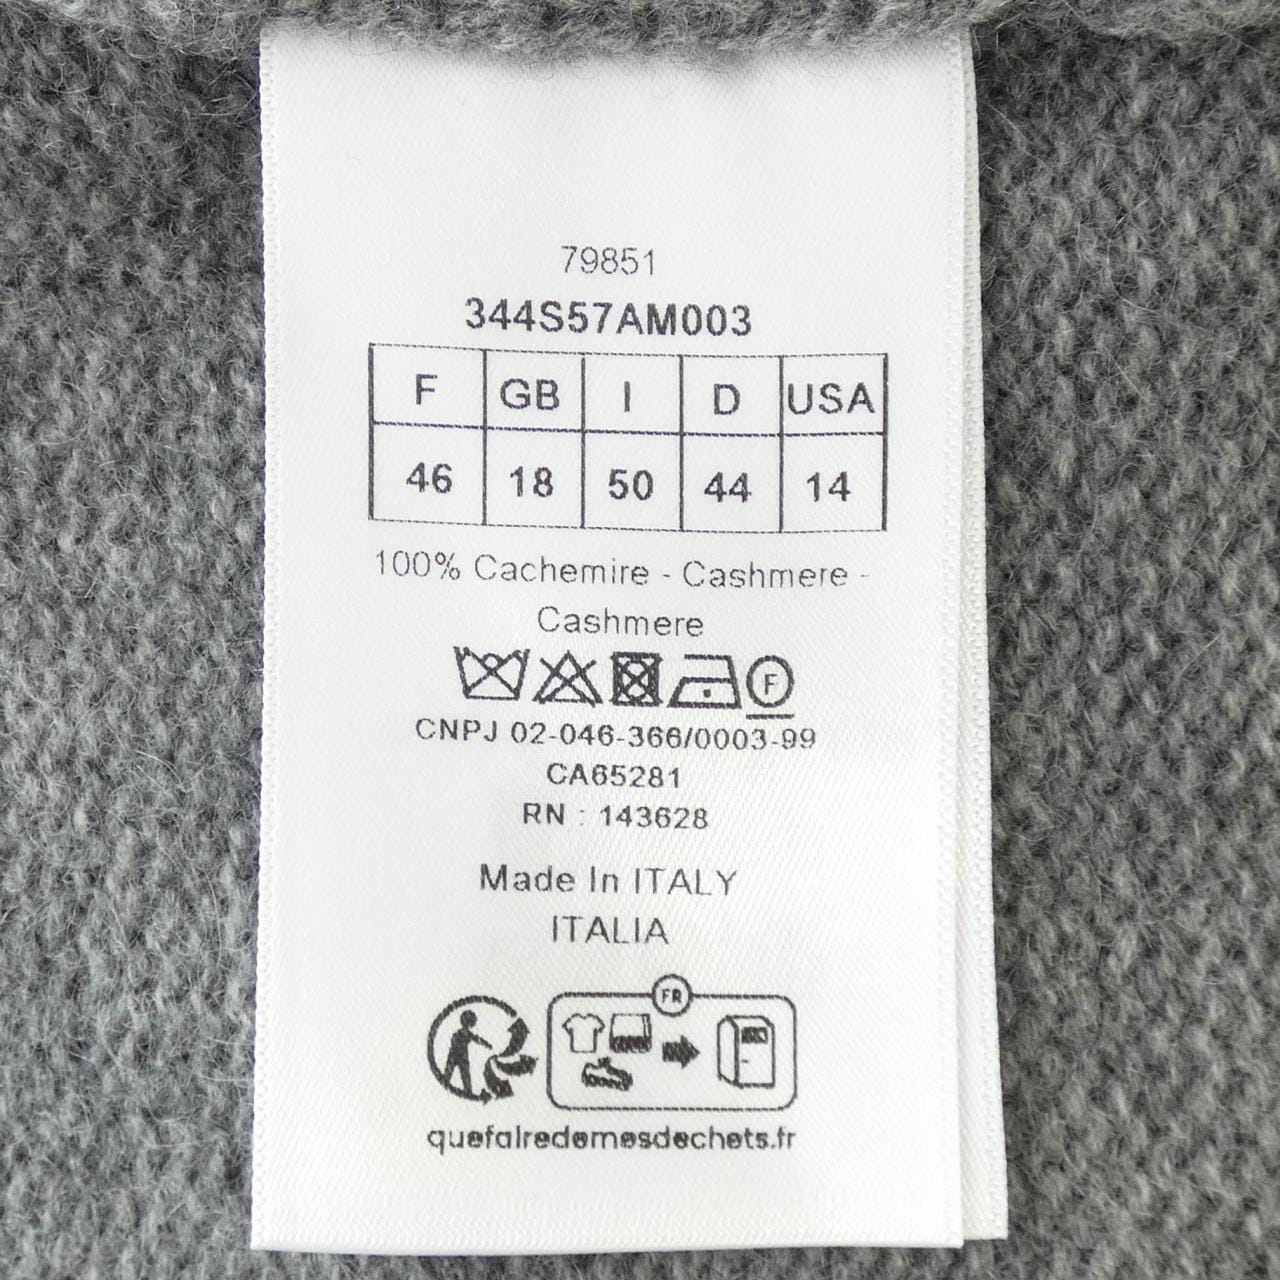 79851
344S57AM003
F GB I D USA
46 18 50 44 14
100% Cachemire - Cashmere -
Cashmere
F
CNPJ 02-046-366/0003-99
CA65281
RN : 143628
Made In ITALY
ITALIA
FR
quefairedemesdechets.fr